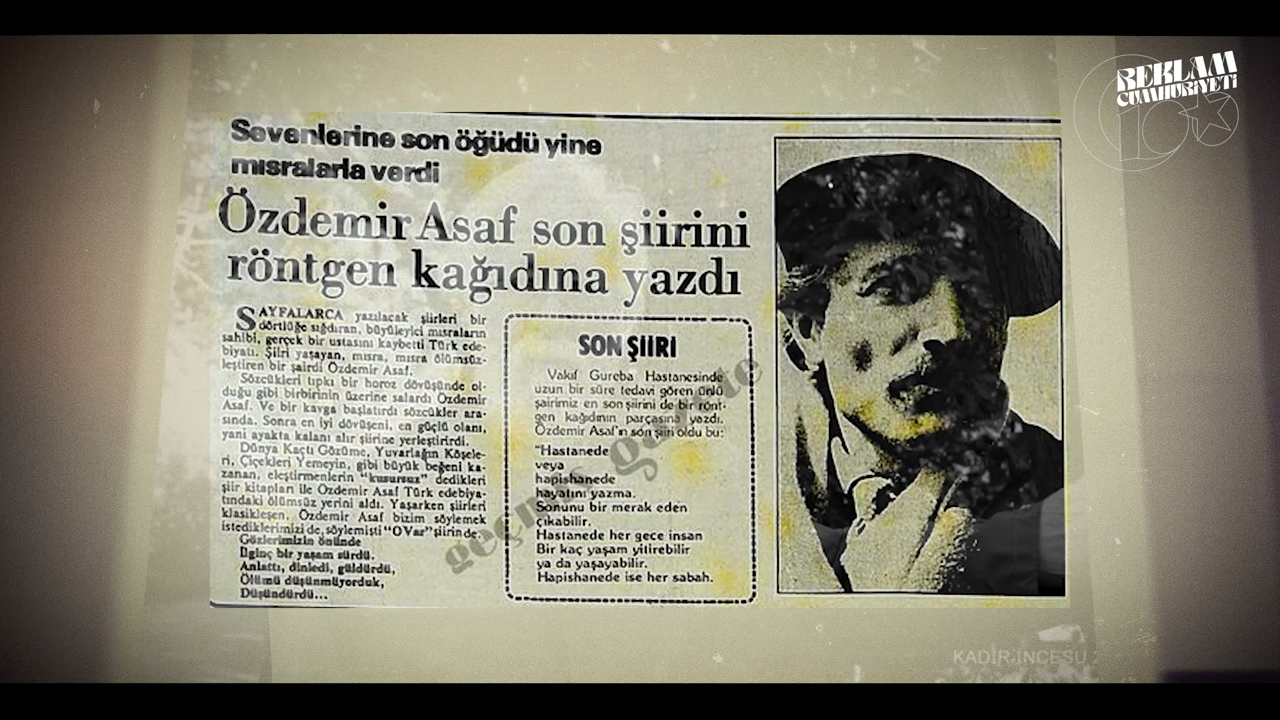 REKLAM
CUMHURİYETİ
100
Sevenlerine son öğüdü yine
mısralarla verdi
Özdemir Asaf son şiirini
röntgen kağıdına yazdı
SAYFALARCA yazılacak şiirleri bir
dörtlüğe sığdıran, büyüleyici mısraların
sahibi, gerçek bir ustasını kaybetti Türk ede-
biyatı. Şiiri yaşayan, mısra, mısra ölümsüz-
leştiren bir şairdi Özdemir Asaf.
Sözcükleri tıpkı bir horoz dövüşünde ol-
duğu gibi birbirinin üzerine salardı Özdemir
Asaf. Ve bir kavga başlatırdı sözcükler ara-
sında. Sonra en iyi dövüşeni, en güçlü olanı,
yani ayakta kalanı alır şiirine yerleştirirdi.
Dünya Kaçtı Gözüme, Yuvarlağın Köşele-
ri, Çiçekleri Yemeyin, gibi büyük beğeni ka-
zanan, eleştirmenlerin "kusursuz" dedikleri
şiir kitapları ile Özdemir Asaf Türk edebiya-
tındaki ölümsüz yerini aldı. Yaşarken şiirleri
klasikleşen, Özdemir Asaf bizim söylemek
istediklerimizi de, söylemişti "O Var" şiirinde.
Gözlerimizin önünde
İlginç bir yaşam sürdü.
Anlattı, dinledi, güldürdü,
Ölümü düşünmüyorduk,
Düşündürdü...
SON ŞİİRİ
Vakıf Gureba Hastanesinde
uzun bir süre tedavi gören ünlü
şairimiz en son şiirini de bir rönt-
gen kağıdının parçasına yazdı.
Özdemir Asaf'ın son şiiri oldu bu:
"Hastanede
veya
hapishanede
hayatını yazma.
Sonunu bir merak eden
çıkabilir.
Hastanede her gece insan
Bir kaç yaşam yitirebilir
ya da yaşayabilir.
Hapishanede ise her sabah.
geçmiş gazete
KADİR İNCESU